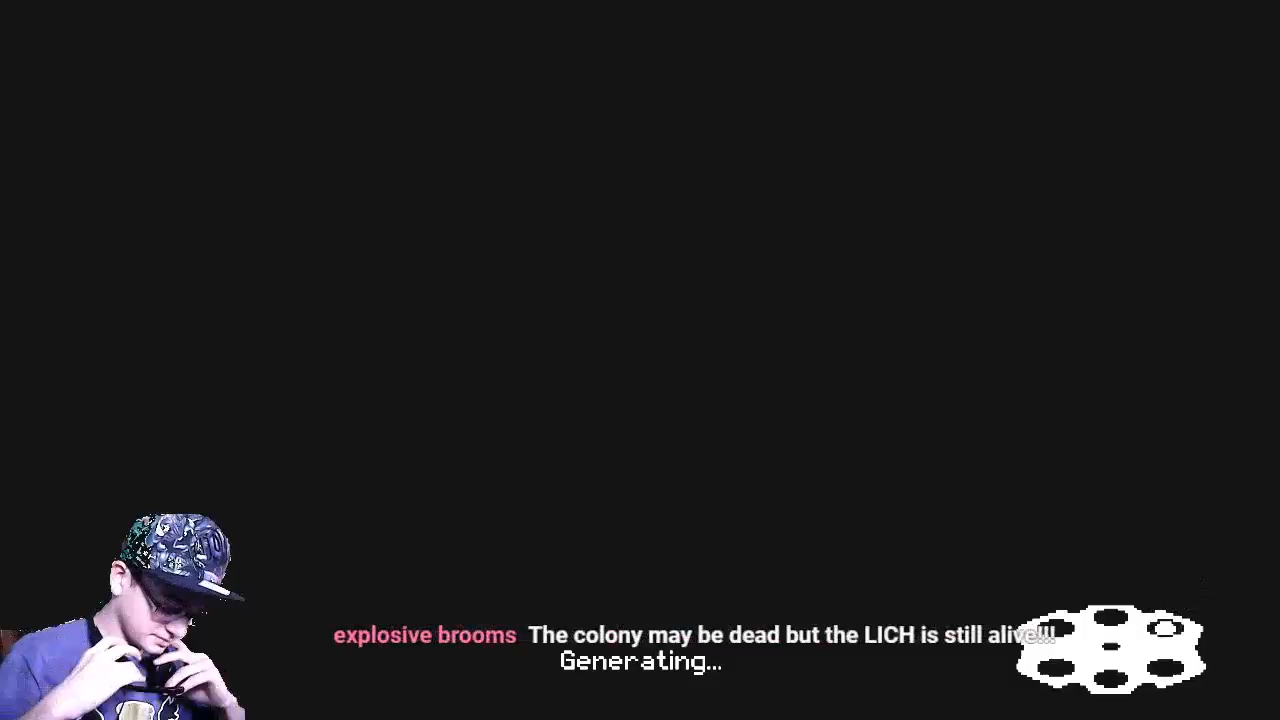 explosive brooms The colony may be dead but the LICH is still alive!!!
Generating...